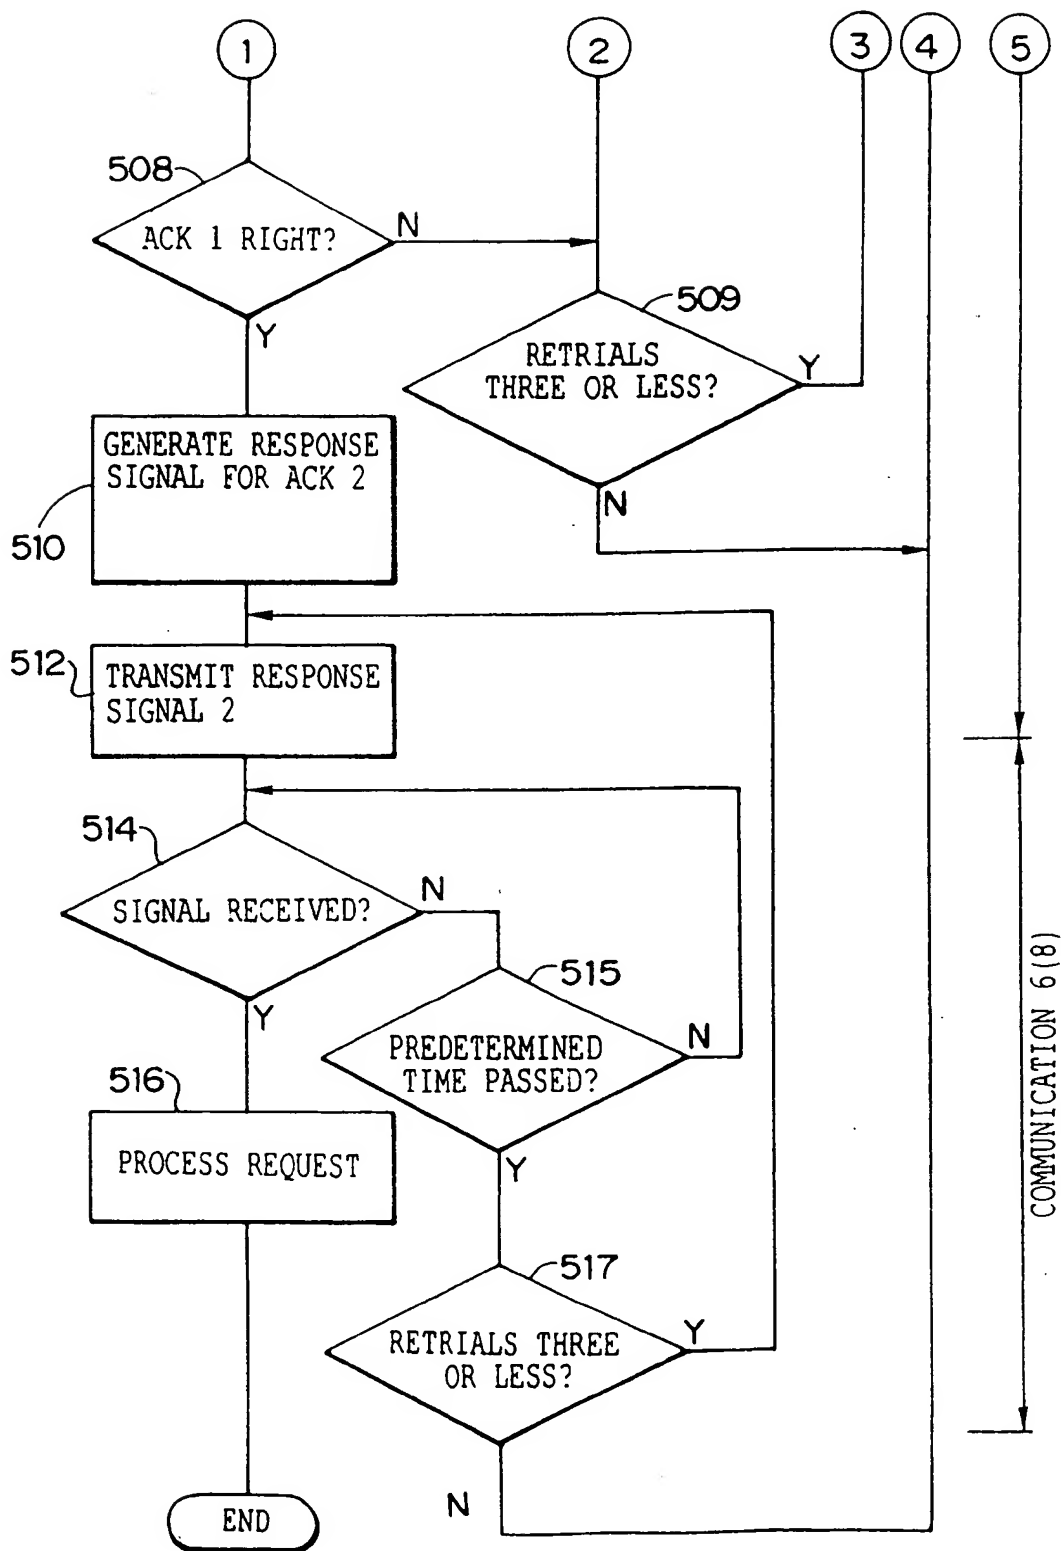 1
2
3
4
5
508
ACK 1 RIGHT?
N
Y
509
RETRIALS
THREE OR LESS?
Y
N
GENERATE RESPONSE
SIGNAL FOR ACK 2
510
512
TRANSMIT RESPONSE
SIGNAL 2
514
SIGNAL RECEIVED?
N
Y
515
PREDETERMINED
TIME PASSED?
N
Y
516
PROCESS REQUEST
517
RETRIALS THREE
OR LESS?
Y
N
END
COMMUNICATION 6(8)